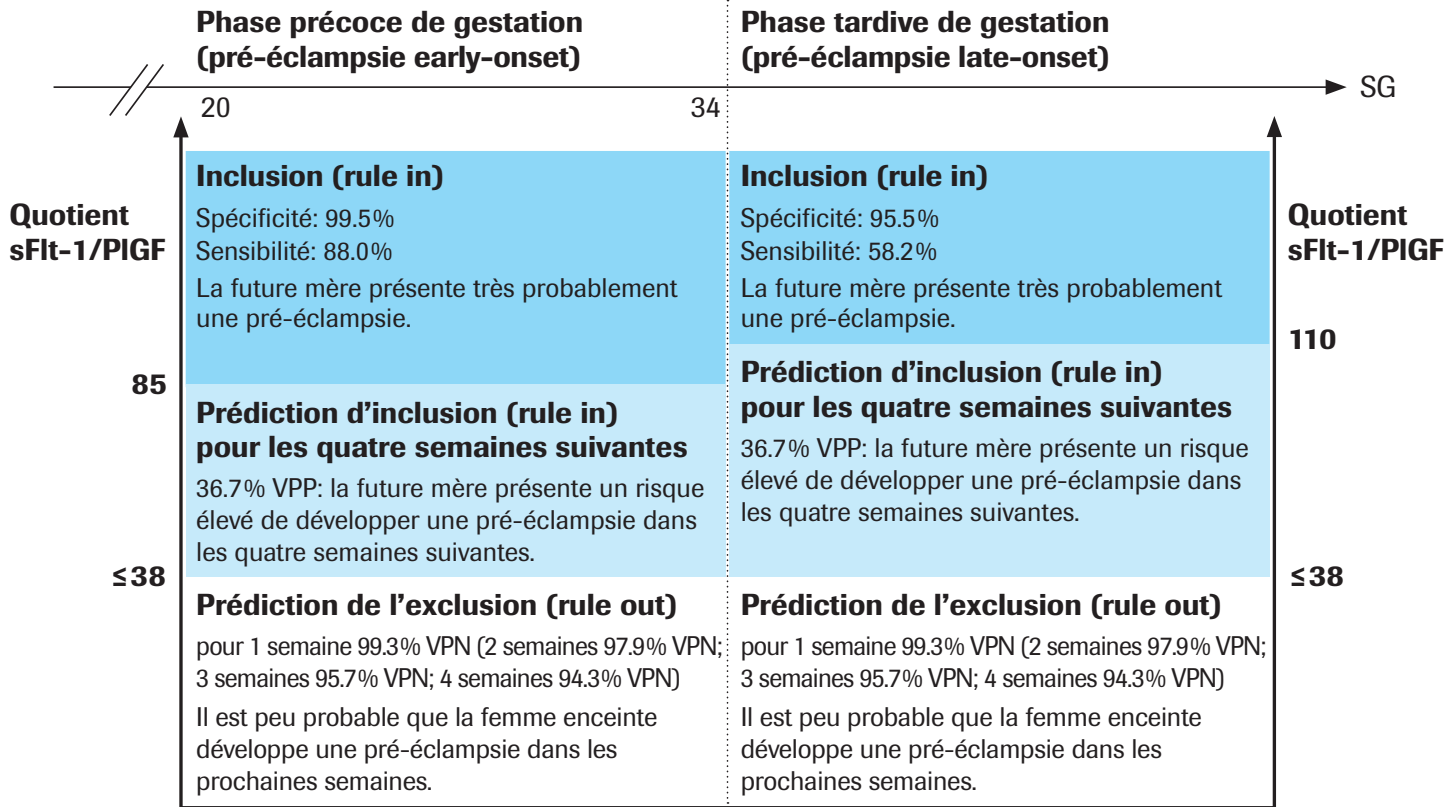 Phase précoce de gestation
(pré-éclampsie early-onset)
Phase tardive de gestation
(pré-éclampsie late-onset)
SG
20
34
Quotient
sFlt-1/PlGF
85
≤38
Inclusion (rule in)
Spécificité: 99.5%
Sensibilité: 88.0%
La future mère présente très probablement
une pré-éclampsie.
Prédiction d’inclusion (rule in)
pour les quatre semaines suivantes
36.7% VPP: la future mère présente un risque
élevé de développer une pré-éclampsie dans
les quatre semaines suivantes.
Prédiction de l’exclusion (rule out)
pour 1 semaine 99.3% VPN (2 semaines 97.9% VPN;
3 semaines 95.7% VPN; 4 semaines 94.3% VPN)
Il est peu probable que la femme enceinte
développe une pré-éclampsie dans les
prochaines semaines.
Inclusion (rule in)
Spécificité: 95.5%
Sensibilité: 58.2%
La future mère présente très probablement
une pré-éclampsie.
Prédiction d’inclusion (rule in)
pour les quatre semaines suivantes
36.7% VPP: la future mère présente un risque
élevé de développer une pré-éclampsie dans
les quatre semaines suivantes.
Prédiction de l’exclusion (rule out)
pour 1 semaine 99.3% VPN (2 semaines 97.9% VPN;
3 semaines 95.7% VPN; 4 semaines 94.3% VPN)
Il est peu probable que la femme enceinte
développe une pré-éclampsie dans les
prochaines semaines.
Quotient
sFlt-1/PlGF
110
≤38